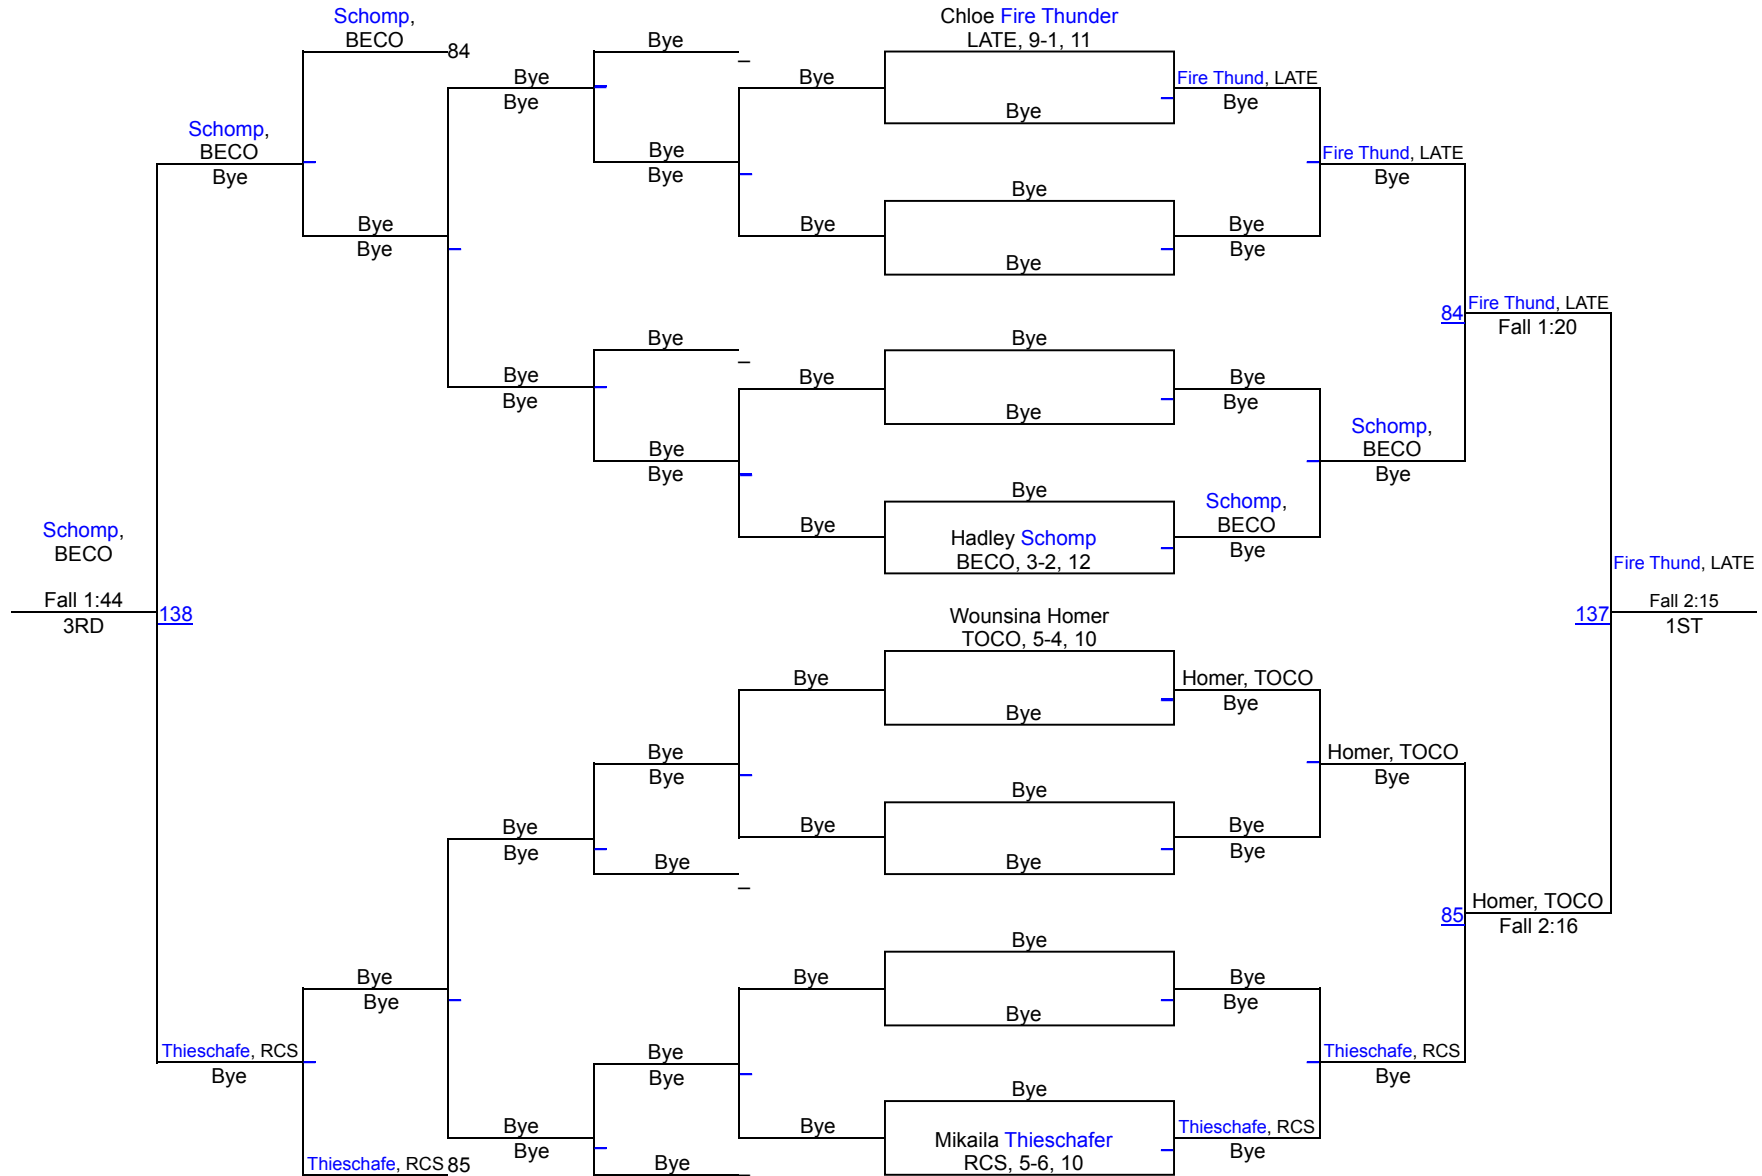 Schomp,
BECO
84
Bye
_
Chloe Fire Thunder
LATE, 9-1, 11
Bye
Bye
Bye
Fire Thund, LATE
Bye
Bye
Schomp,
BECO
Bye
Bye
Bye
Fire Thund, LATE
Bye
Bye
Bye
Bye
Bye
Bye
Bye
Bye
Bye
84
Fire Thund, LATE
Fall 1:20
Bye
_
Bye
Bye
Bye
Bye
Bye
Bye
Bye
Bye
Schomp,
BECO
Bye
Bye
Bye
Bye
Bye
Hadley Schomp
BECO, 3-2, 12
Schomp,
BECO
Bye
Schomp,
BECO
Fall 1:44
3RD
138
Fire Thund, LATE
137
Fall 2:15
1ST
Wounsina Homer
TOCO, 5-4, 10
Bye
Bye
Homer, TOCO
Bye
Bye
Bye
Homer, TOCO
Bye
Bye
Bye
Bye
Bye
Bye
Bye
Bye
Bye
_
85
Homer, TOCO
Fall 2:16
Bye
Bye
Bye
Bye
Bye
Bye
Bye
Thieschafe, RCS
Bye
Bye
Bye
Thieschafe, RCS
Bye
Bye
Bye
Bye
Bye
Mikaila Thieschafer
RCS, 5-6, 10
Thieschafe, RCS
Bye
Thieschafe, RCS
85
Bye
_